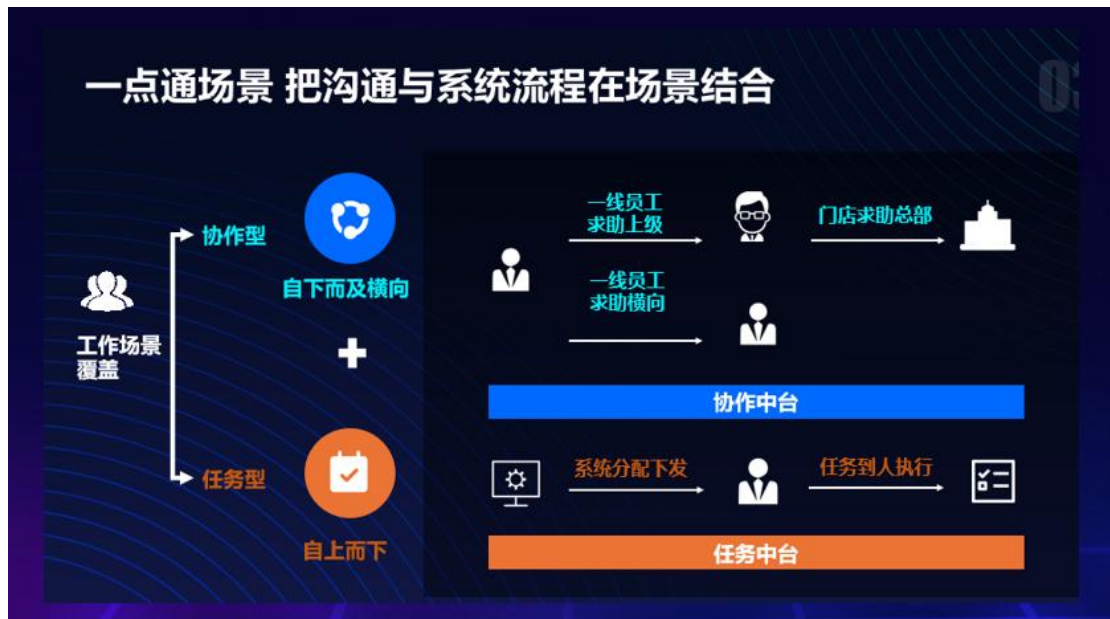 一点通场景 把沟通与系统流程在场景结合
03
工作场景
覆盖
协作型
自下而及横向
任务型
自上而下
一线员工
求助上级
门店求助总部
一线员工
求助横向
协作中台
系统分配下发
任务到人执行
任务中台